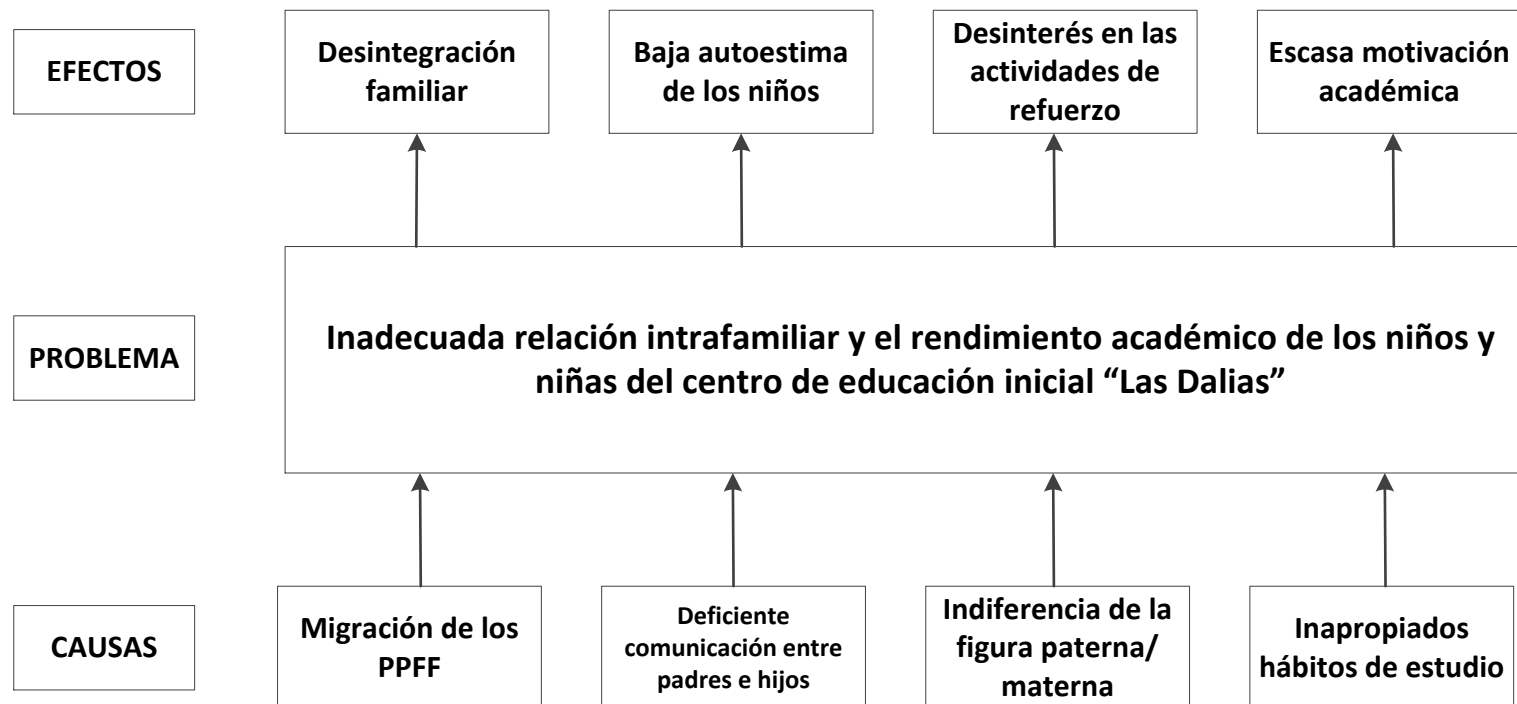 EFECTOS
Desintegración
familiar
Baja autoestima
de los niños
Desinterés en las
actividades de
refuerzo
Escasa motivación
académica
PROBLEMA
Inadecuada relación intrafamiliar y el rendimiento académico de los niños y
niñas del centro de educación inicial “Las Dalias”
CAUSAS
Migración de los
PPFF
Deficiente
comunicación entre
padres e hijos
Indiferencia de la
figura paterna/
materna
Inapropiados
hábitos de estudio